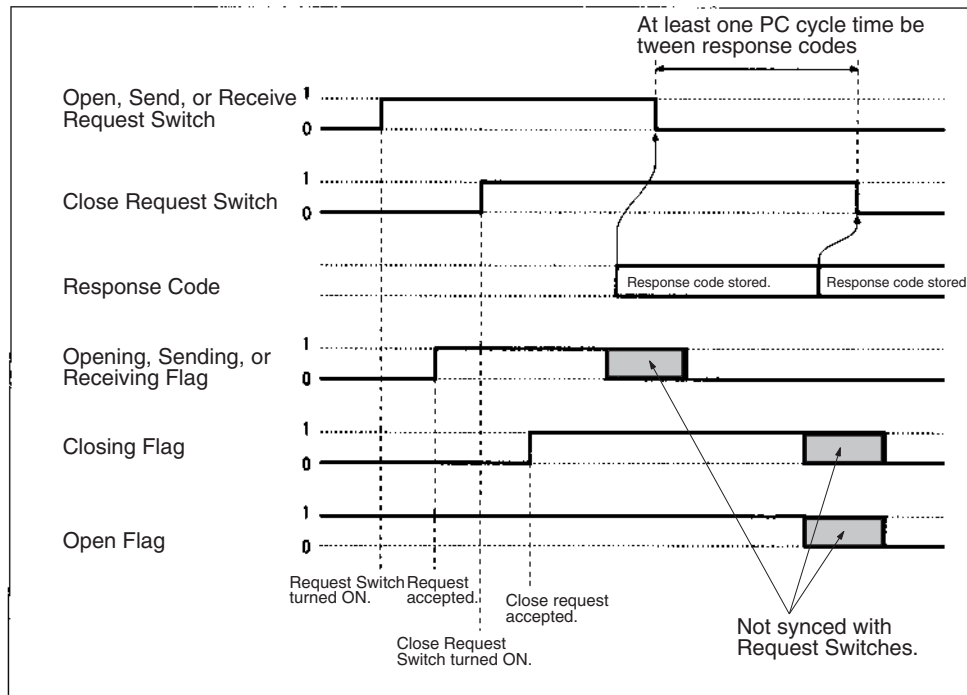 At least one PC cycle time be
tween response codes
Open, Send, or Receive
Request Switch
1
0
Close Request Switch
1
0
Response Code
Response code stored.
Response code stored
Opening, Sending, or
Receiving Flag
1
0
Closing Flag
1
0
Open Flag
1
0
Request Switch
turned ON.
Request
accepted.
Close Request
Switch turned ON.
Close request
accepted.
Not synced with
Request Switches.